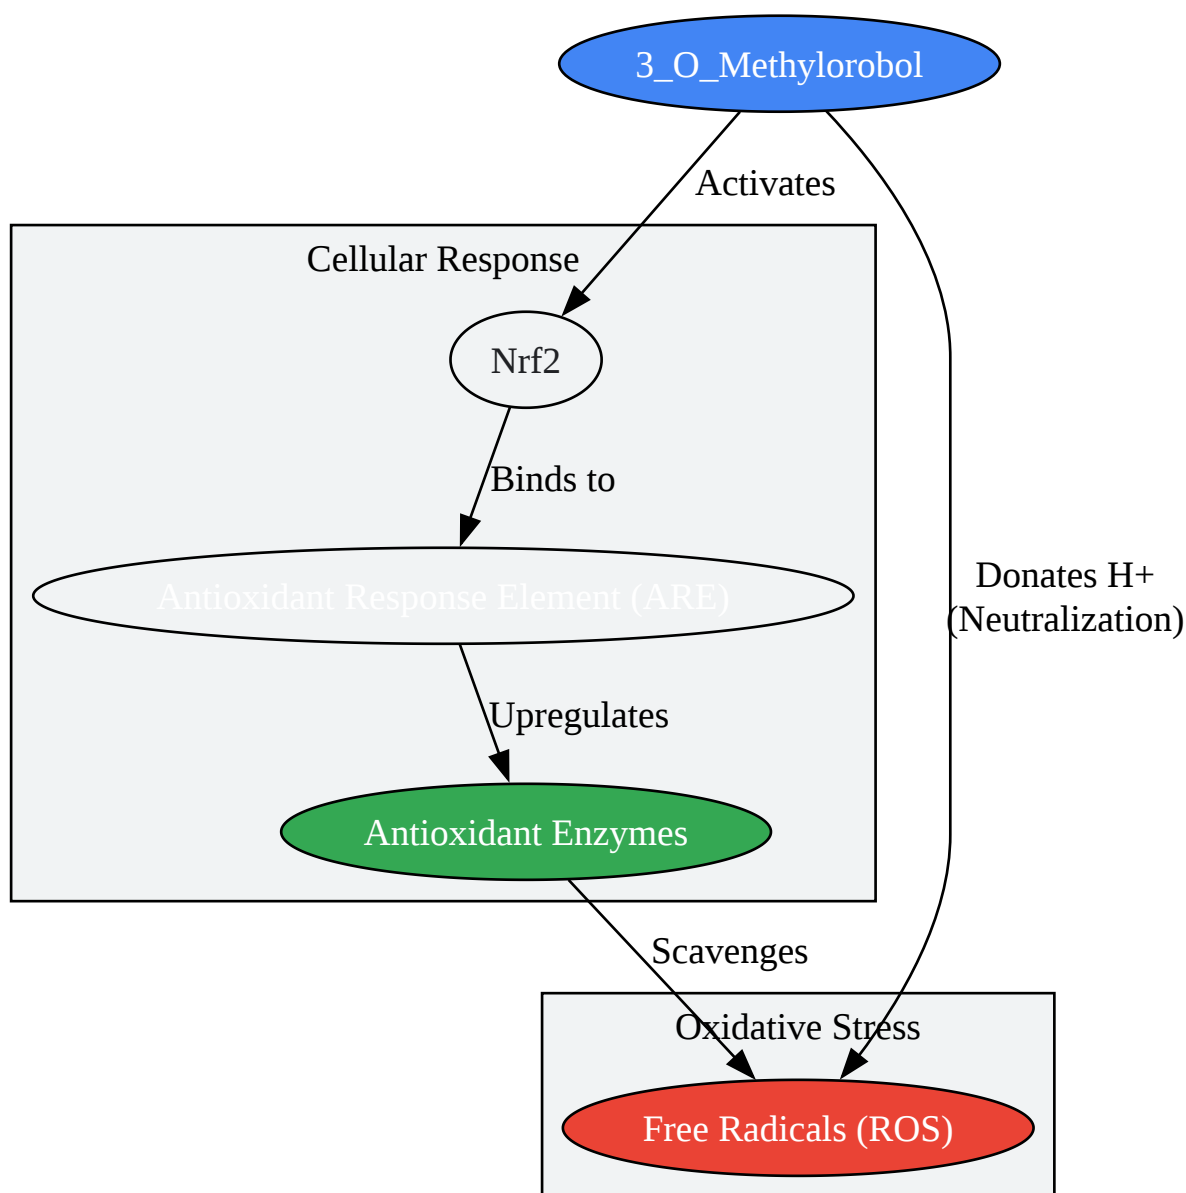 3_O_Methylorobol
Activates
Cellular Response
Nrf2
Binds to
Antioxidant Response Element (ARE)
Donates H+
(Neutralization)
Upregulates
Antioxidant Enzymes
Scavenges
Oxidative Stress
Free Radicals (ROS)